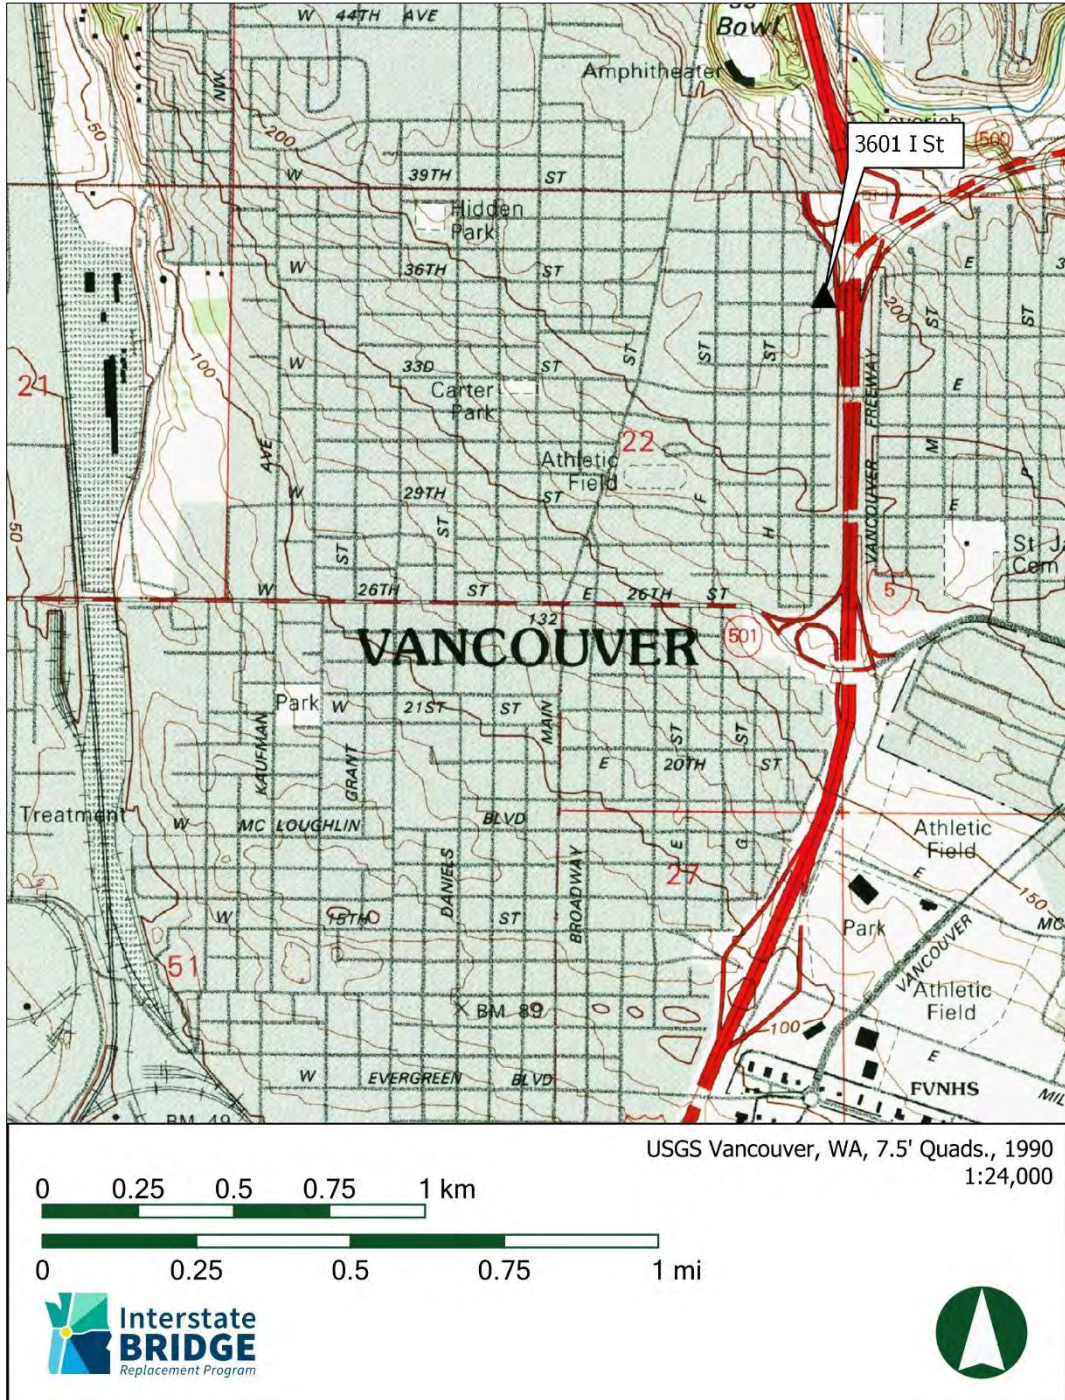 W 44TH AVE
Bowl
Amphitheater
NW
50
200
3601 I St
500
W 39TH ST
Hidden
Park
W 36TH ST
E
100
200
ST
ST
W 33D ST
ST
ST
ST
21
Carter
Park
E
FREEWAY
22
AVE
Athletic
Field
M
P
W 29TH ST
F
E
50
ST
ST
H
VANCOUVER
St. Ja
Cem
W 26TH ST E 26TH ST
5
132
501
VANCOUVER
Park
W 21ST ST
KAUFMAN
GRANT
MAIN
ST
ST
E 20TH ST
Treatment
W MC LOUGHLIN BLVD
E
G
Athletic
Field
27
DANIELS
BROADWAY
E
150
W 15TH ST
Park
VANCOUVER
MC
51
Athletic
Field
BM 89
100
E
W EVERGREEN BLVD
FVNHS
MIL
BM 49
USGS Vancouver, WA, 7.5' Quads., 1990
1:24,000
0 0.25 0.5 0.75 1 km
0 0.25 0.5 0.75 1 mi
Interstate
BRIDGE
Replacement Program